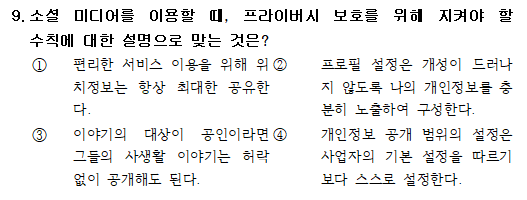 9. 소셜 미디어를 이용할 때, 프라이버시 보호를 위해 지켜야 할
수칙에 대한 설명으로 맞는 것은?
① 편리한 서비스 이용을 위해 위
치정보는 항상 최대한 공유한
다.
② 프로필 설정은 개성이 드러나
지 않도록 나의 개인정보를 충
분히 노출하여 구성한다.
③ 이야기의 대상이 공인이라면
그들의 사생활 이야기는 허락
없이 공개해도 된다.
④ 개인정보 공개 범위의 설정은
사업자의 기본 설정을 따르기
보다 스스로 설정한다.